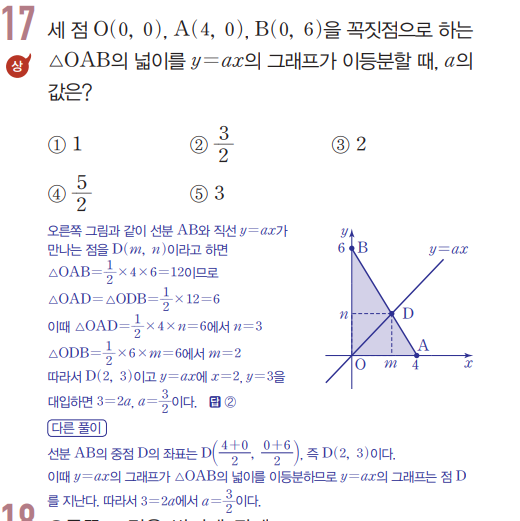 17 세 점 O(0, 0), A(4, 0), B(0, 6)을 꼭짓점으로 하는
상 △OAB의 넓이를 y=ax의 그래프가 이등분할 때, a의
값은?
① 1 ② 3/2 ③ 2
④ 5/2 ⑤ 3
오른쪽 그림과 같이 선분 AB와 직선 y=ax가
만나는 점을 D(m, n)이라고 하면
△OAB=1/2×4×6=12이므로
△OAD=△ODB=1/2×12=6
이때 △OAD=1/2×4×n=6에서 n=3
△ODB=1/2×6×m=6에서 m=2
따라서 D(2, 3)이고 y=ax에 x=2, y=3을
대입하면 3=2a, a=3/2이다. 답 ②
y
6 B
y=ax
n D
A
O m 4 x
다른 풀이
선분 AB의 중점 D의 좌표는 D(4+0/2, 0+6/2), 즉 D(2, 3)이다.
이때 y=ax의 그래프가 △OAB의 넓이를 이등분하므로 y=ax의 그래프는 점 D
를 지난다. 따라서 3=2a에서 a=3/2이다.